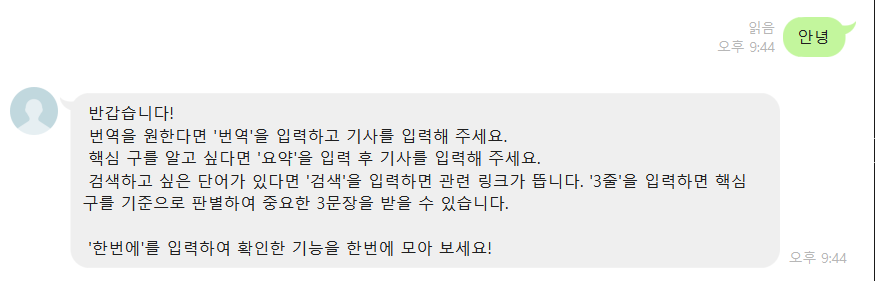 읽음
오후 9:44
안녕
반갑습니다!
번역을 원한다면 '번역'을 입력하고 기사를 입력해 주세요.
핵심 구를 알고 싶다면 '요약'을 입력 후 기사를 입력해 주세요.
검색하고 싶은 단어가 있다면 '검색'을 입력하면 관련 링크가 뜹니다. '3줄'을 입력하면 핵심
구를 기준으로 판별하여 중요한 3문장을 받을 수 있습니다.
'한번에'를 입력하여 확인한 기능을 한번에 모아 보세요!
오후 9:44